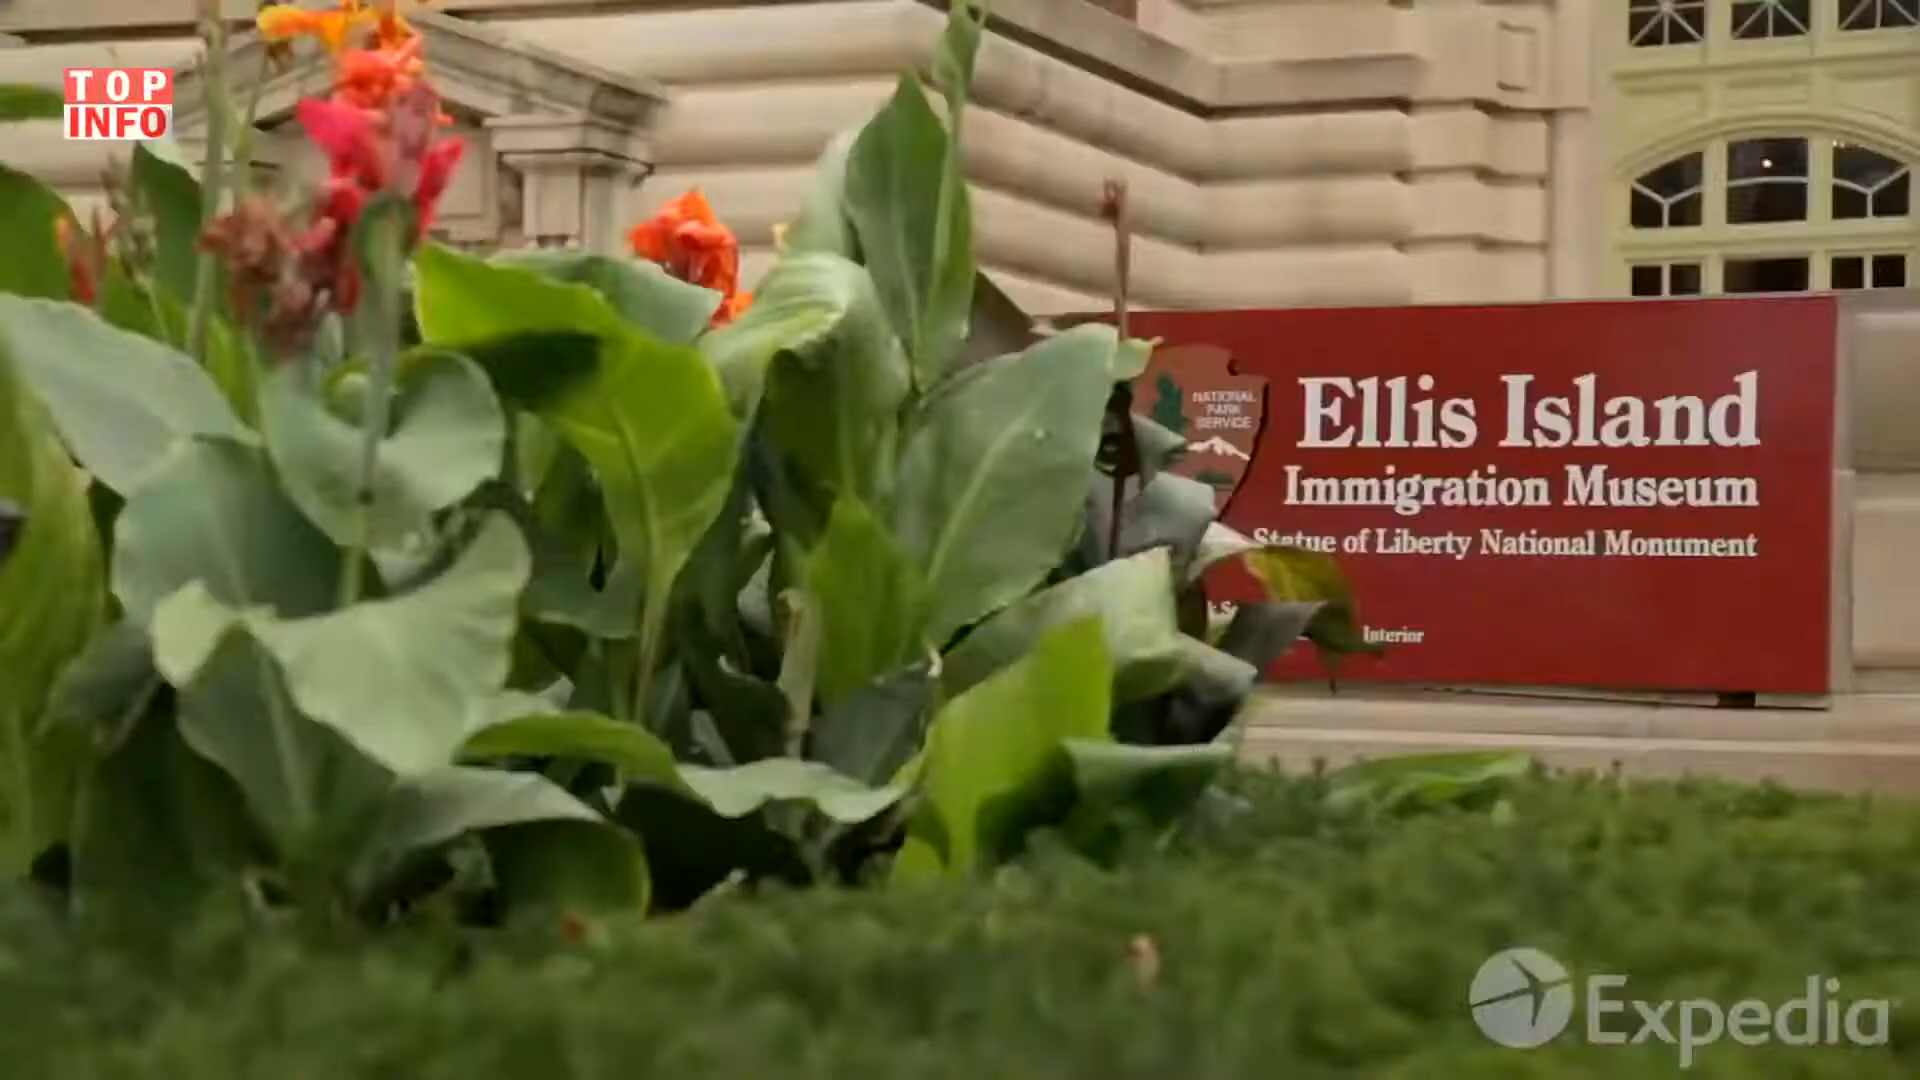 TOP
INFO
NATIONAL
PARK
SERVICE
Ellis Island
Immigration Museum
Statue of Liberty National Monument
Interior
Expedia